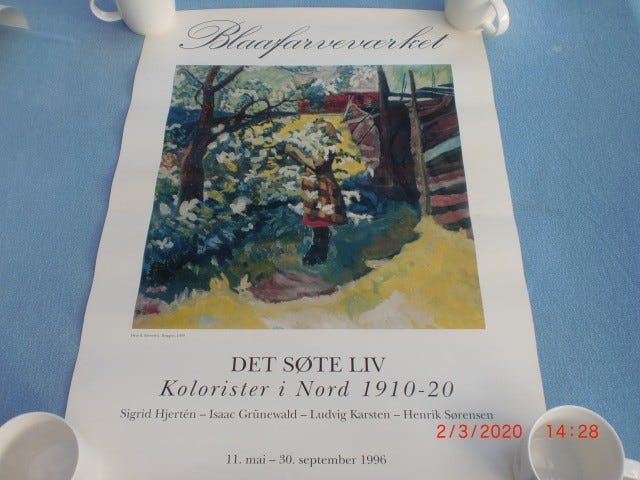 Blaafarveværket
DET SØTE LIV
Kolorister i Nord 1910-20
Sigrid Hjertén – Isaac Grünewald – Ludvig Karsten – Henrik Sørensen
2/3/2020 14:28
11. mai – 30. september 1996